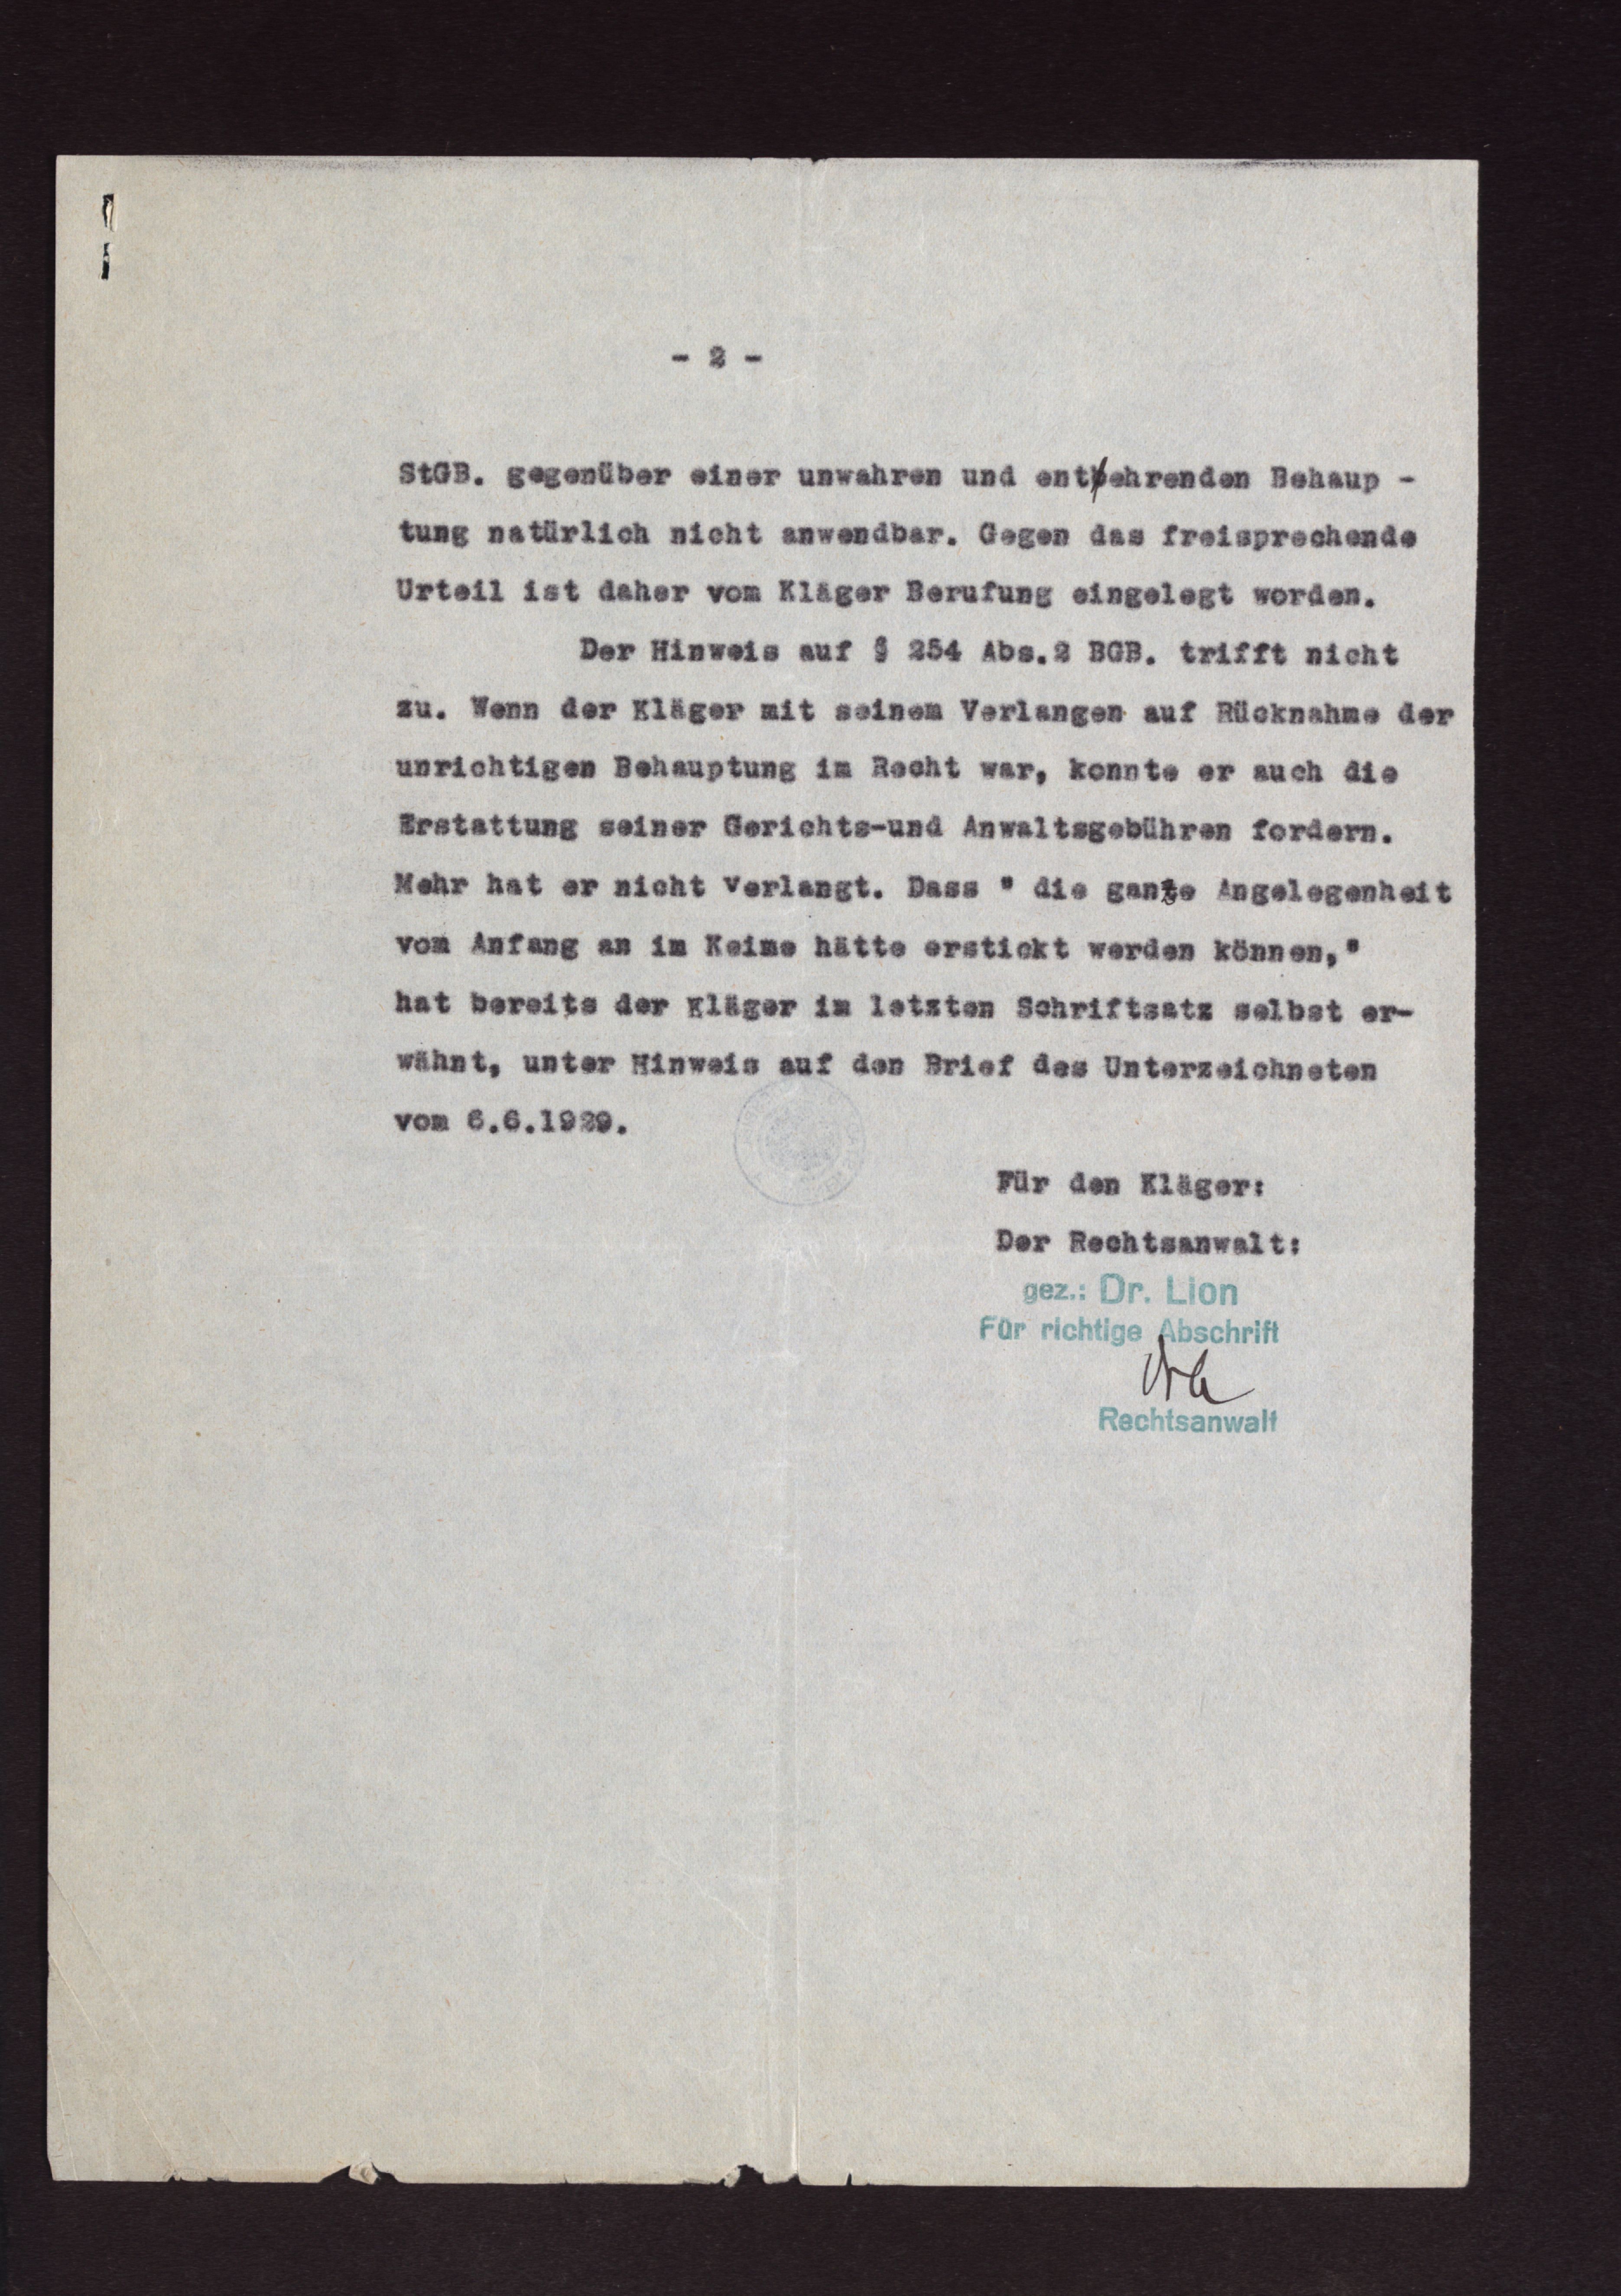 - 2 -
StGB. gegenüber einer unwahren und entehrenden Behaup -
tung natürlich nicht anwendbar. Gegen das freisprechende
Urteil ist daher vom Kläger Berufung eingelegt worden.
Der Hinweis auf § 254 Abs.2 BGB. trifft nicht
zu. Wenn der Kläger mit seinem Verlangen auf Rücknahme der
unrichtigen Behauptung im Recht war, konnte er auch die
Erstattung seiner Gerichts-und Anwaltsgebühren fordern.
Mehr hat er nicht Verlangt. Dass " die ganze Angelegenheit
vom Anfang an im Keime hätte erstickt werden können,"
hat bereits der Kläger im letzten Schriftsatz selbst er-
wähnt, unter Hinweis auf den Brief des Unterzeichneten
vom 6.6.1929.
Für den Kläger:
Der Rechtsanwalt:
gez.: Dr. Lion
Für richtige Abschrift
Rechtsanwalt